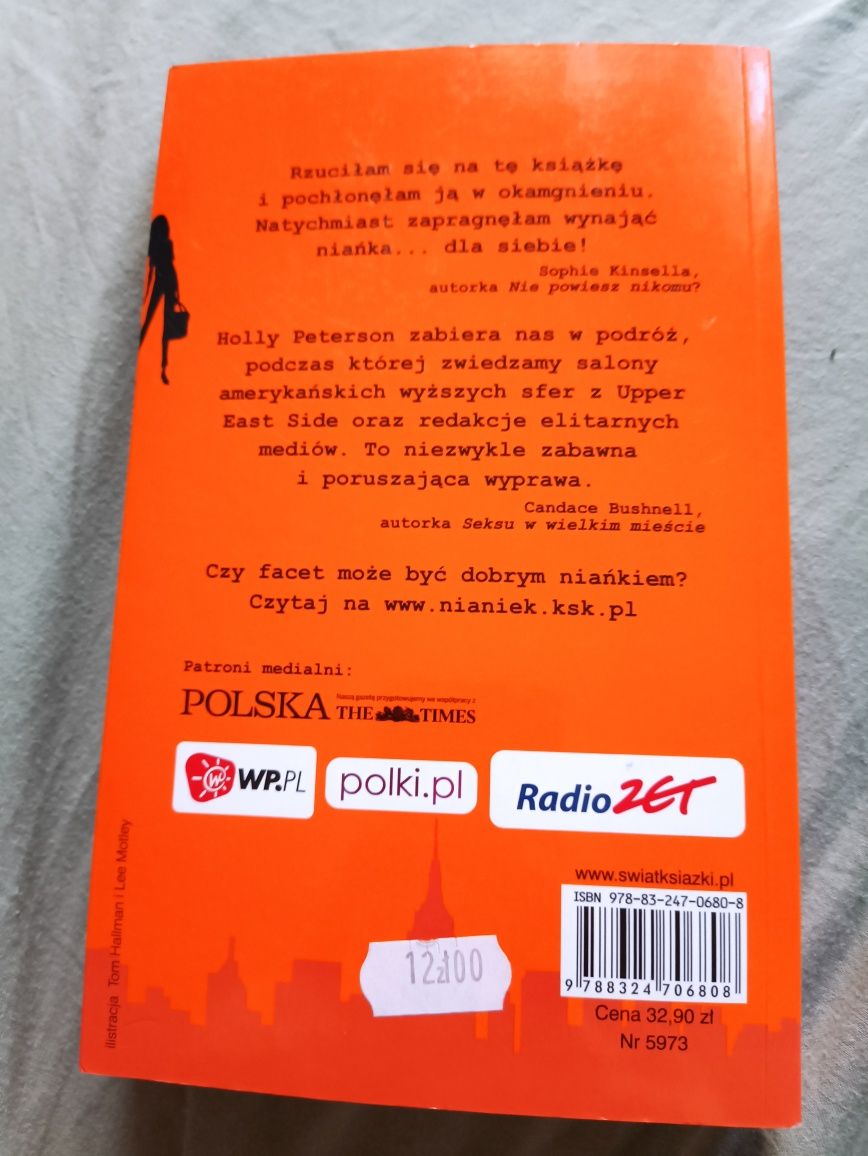 Rzuciłam się na tę książkę
i pochłonęłam ją w okamgnieniu.
Natychmiast zapragnęłam wynająć
niańka... dla siebie!
Sophie Kinsella,
autorka Nie powiesz nikomu?
Holly Peterson zabiera nas w podróż,
podczas której zwiedzamy salony
amerykańskich wyższych sfer z Upper
East Side oraz redakcje elitarnych
mediów. To niezwykle zabawna
i poruszająca wyprawa.
Candace Bushnell,
autorka Seksu w wielkim mieście
Czy facet może być dobrym niańkiem?
Czytaj na www.nianiek.ksk.pl
Patroni medialni:
POLSKA
Naszą gazetę przygotowujemy we współpracy z
THE TIMES
WP.PL
polki.pl
Radio ZET
ilustracja Tom Hallman i Lee Motley
www.swiatksiazki.pl
ISBN 978-83-247-0680-8
9 788324 706808
12zł00
Cena 32,90 zł
Nr 5973